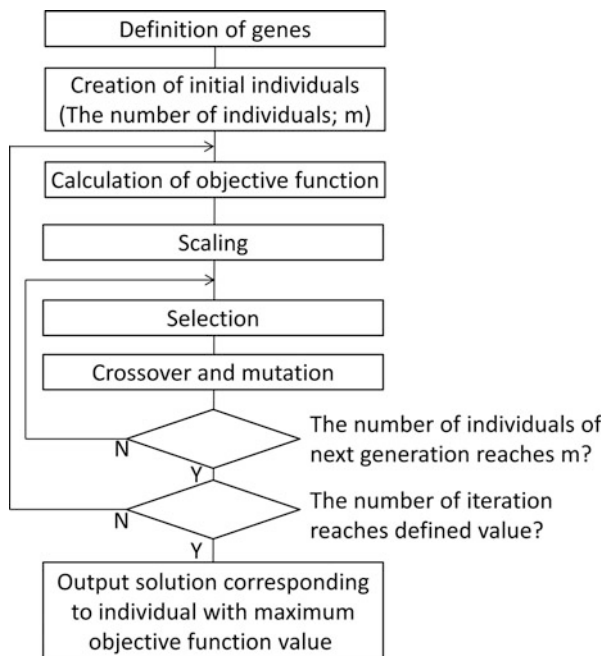 Definition of genes
Creation of initial individuals
(The number of individuals; m)
Calculation of objective function
Scaling
Selection
Crossover and mutation
The number of individuals of
next generation reaches m?
N
Y
The number of iteration
reaches defined value?
N
Y
Output solution corresponding
to individual with maximum
objective function value